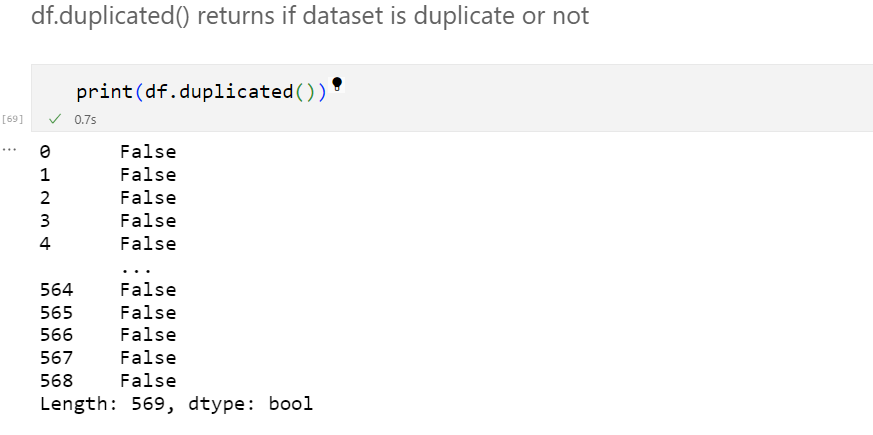 df.duplicated() returns if dataset is duplicate or not
print(df.duplicated())
[69] 0.7s
... 0 False
1 False
2 False
3 False
4 False
...
564 False
565 False
566 False
567 False
568 False
Length: 569, dtype: bool